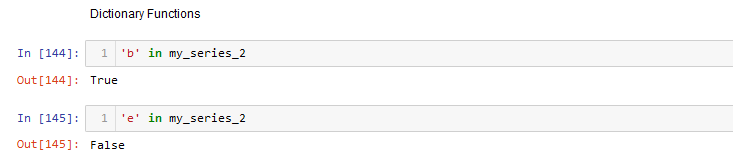 Dictionary Functions
In [144]: 1 'b' in my_series_2
Out[144]: True
In [145]: 1 'e' in my_series_2
Out[145]: False